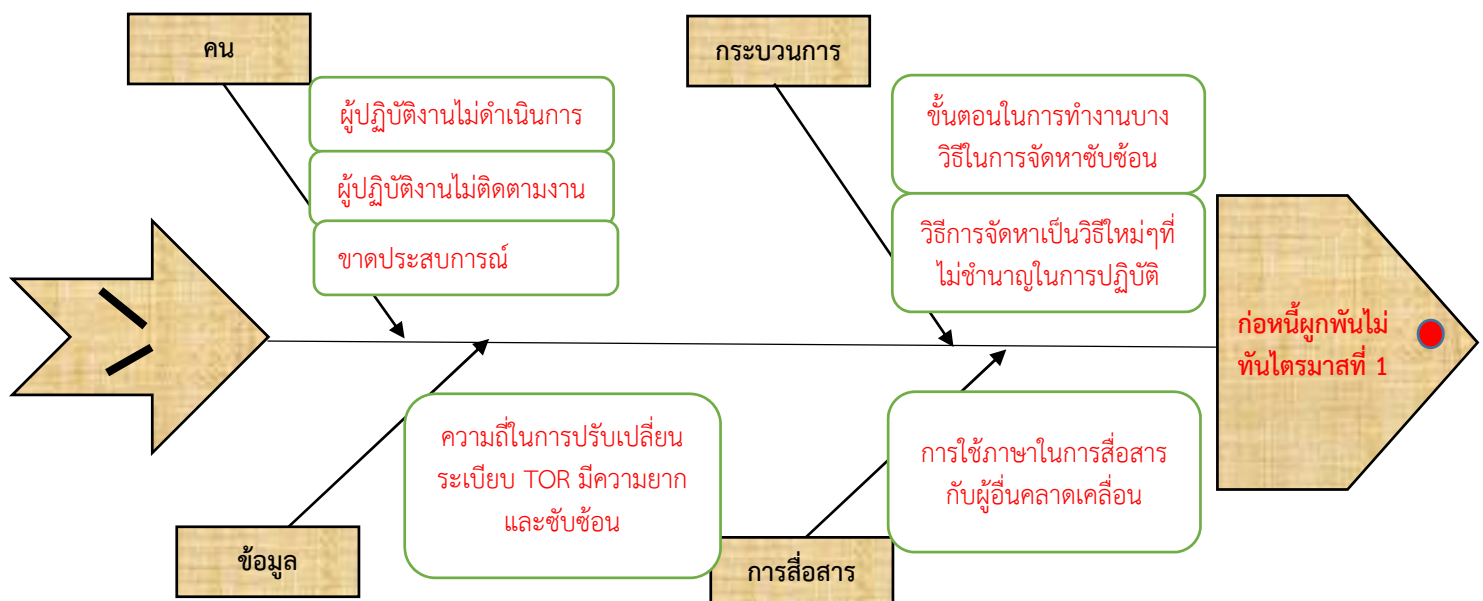 คน
ผู้ปฏิบัติงานไม่ดำเนินการ
ผู้ปฏิบัติงานไม่ติดตามงาน
ขาดประสบการณ์
กระบวนการ
ขั้นตอนในการทำงานบาง
วิธีในการจัดหาซับซ้อน
วิธีการจัดหาเป็นวิธีใหม่ๆที่
ไม่ชำนาญในการปฏิบัติ
ก่อหนี้ผูกพันไม่
ทันไตรมาสที่ 1
ความถี่ในการปรับเปลี่ยน
ระเบียบ TOR มีความยาก
และซับซ้อน
ข้อมูล
การใช้ภาษาในการสื่อสาร
กับผู้อื่นคลาดเคลื่อน
การสื่อสาร